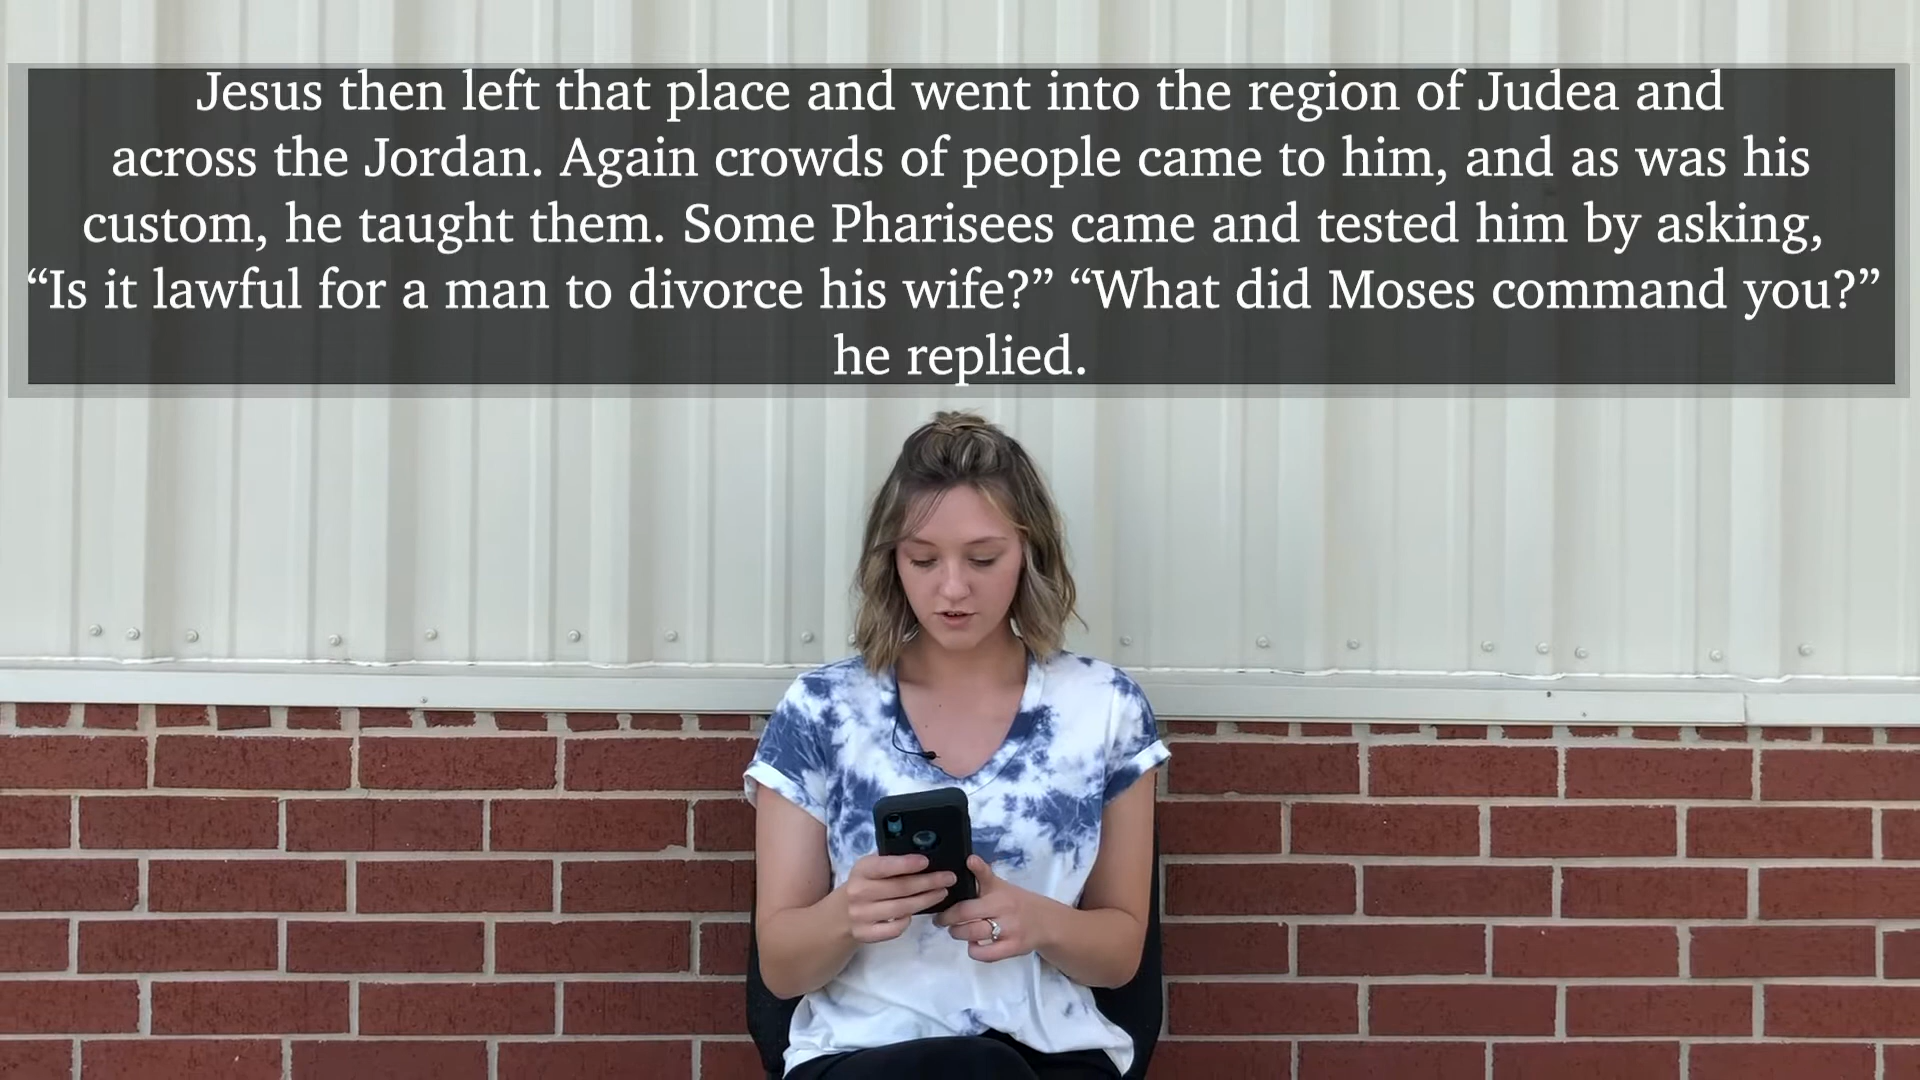 Jesus then left that place and went into the region of Judea and
across the Jordan. Again crowds of people came to him, and as was his
custom, he taught them. Some Pharisees came and tested him by asking,
“Is it lawful for a man to divorce his wife?” “What did Moses command you?”
he replied.